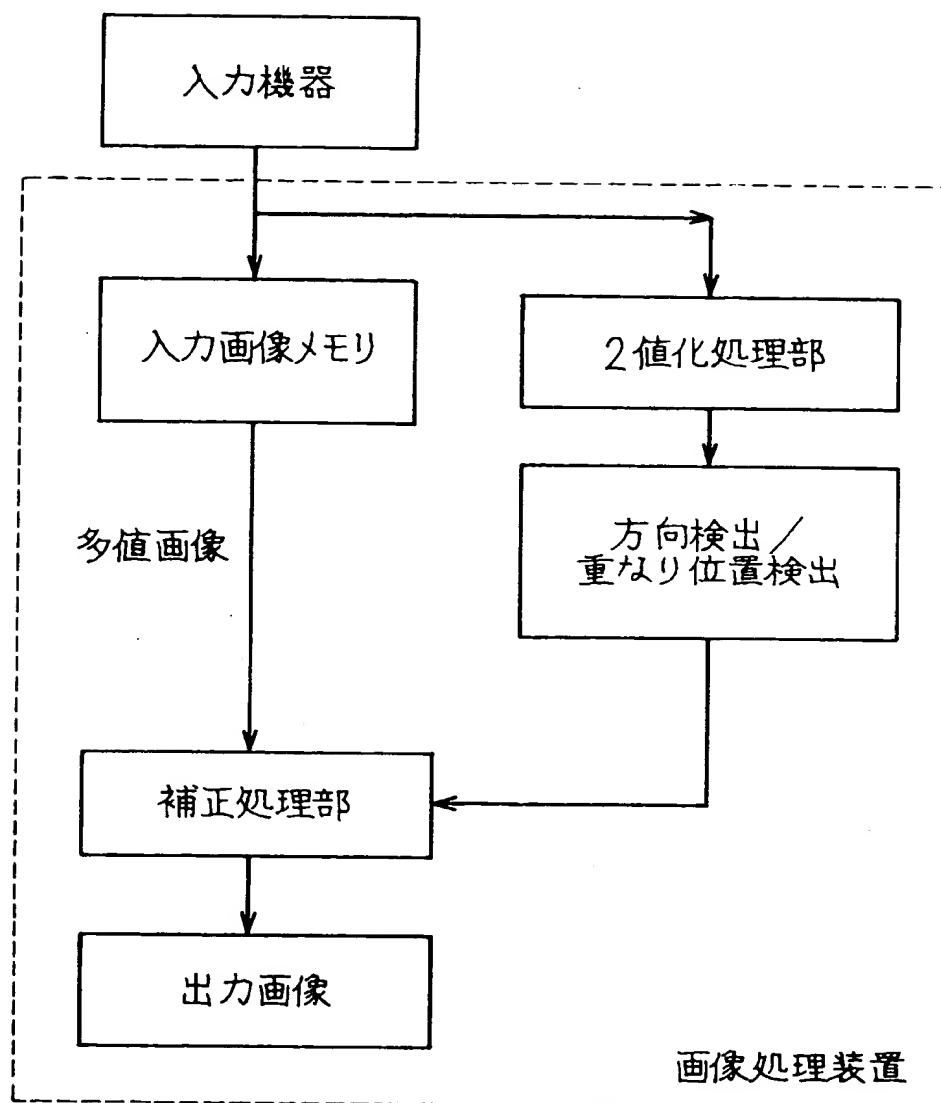 入力機器
入力画像メモリ
2値化処理部
多値画像
方向検出/
重なり位置検出
補正処理部
出力画像
画像処理装置